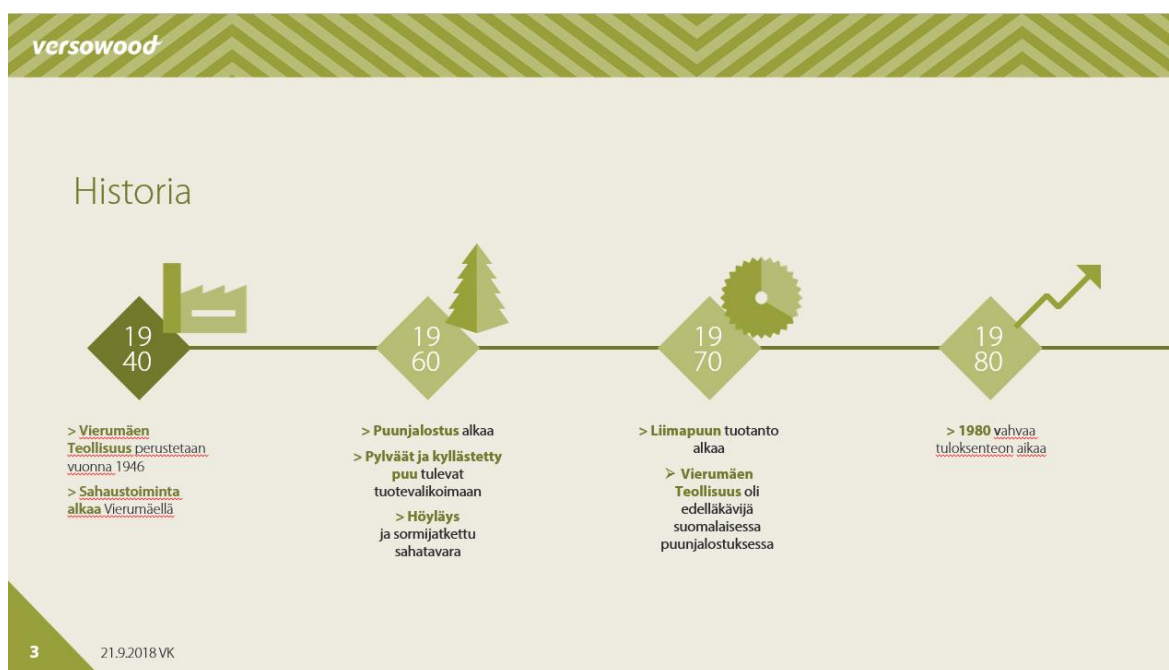 versowood
Historia
19
40
19
60
19
70
19
80
> Vierumäen
Teollisuus perustetaan
vuonna 1946
> Sahaustoiminta
alkaa Vierumäellä
> Puunjalostus alkaa
> Pylväät ja kyllästetty
puu tulevat
tuotevalikoimaan
> Höyläys
ja sormijatkettu
sahatavara
> Liimapuun tuotanto
alkaa
➢ Vierumäen
Teollisuus oli
edelläkävijä
suomalaisessa
puunjalostuksessa
> 1980 vahvaa
tuloksenteon aikaa
3
21.9.2018 VK